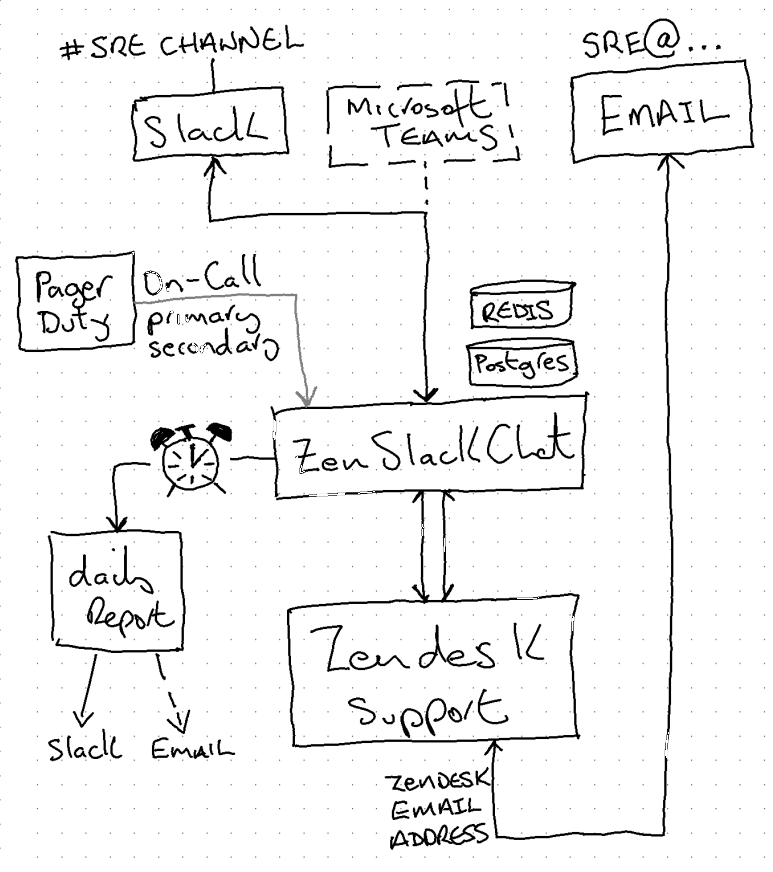 #SRE CHANNEL
SRE@...
Slack
Microsoft
TEAMS
EMAIL
Pager
Duty
On-Call
primary
secondary
REDIS
Postgres
ZenSlackChat
daily
Report
Zendesk
Support
Slack
EMAIL
ZENDESK
EMAIL
ADDRESS